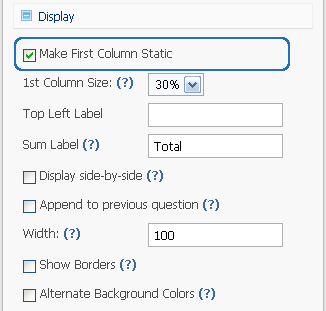 Display
Make First Column Static
1st Column Size: (?) 30%
Top Left Label
Sum Label (?) Total
Display side-by-side (?)
Append to previous question (?)
Width: (?) 100
Show Borders (?)
Alternate Background Colors (?)